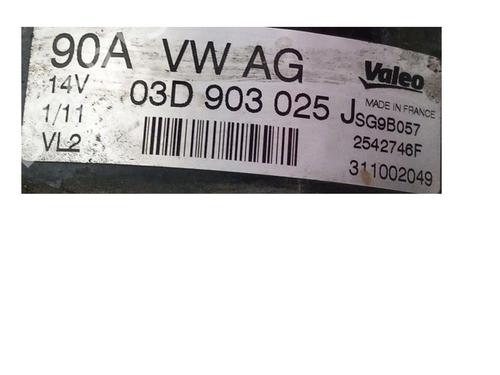 90A VW AG Valeo
14V 03D 903 025 J MADE IN FRANCE
1/11 SG9B057
VL2 2542746F
311002049